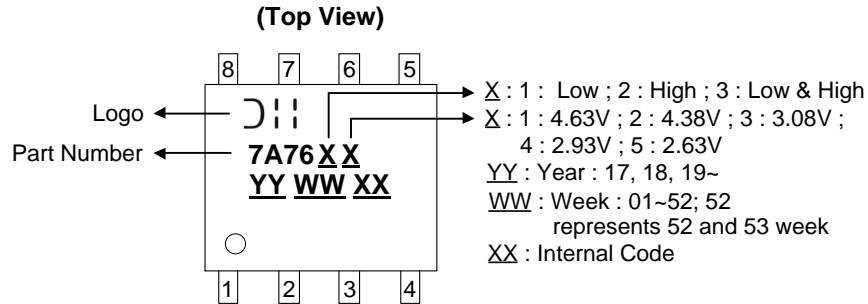 (Top View)
8 7 6 5
Logo
Part Number
7A76X X
YY WW XX
1 2 3 4
X : 1 : Low ; 2 : High ; 3 : Low & High
X : 1 : 4.63V ; 2 : 4.38V ; 3 : 3.08V ;
4 : 2.93V ; 5 : 2.63V
YY : Year : 17, 18, 19~
WW : Week : 01~52; 52
represents 52 and 53 week
XX : Internal Code